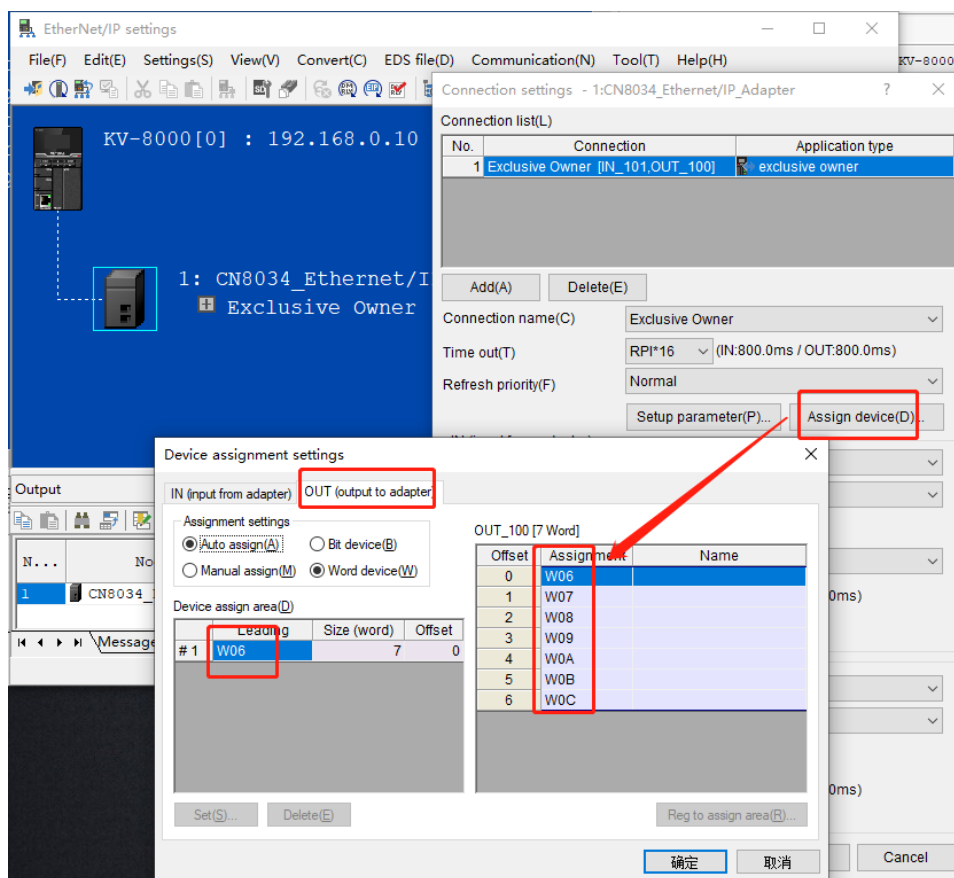 EtherNet/IP settings
File(F) Edit(E) Settings(S) View(V) Convert(C) EDS file(D) Communication(N) Tool(T) Help(H)
KV-8000
KV-8000[0] : 192.168.0.10
1: CN8034_Ethernet/I
Exclusive Owner
Connection settings - 1:CN8034_Ethernet/IP_Adapter ?
Connection list(L)
No. Connection Application type
1 Exclusive Owner [IN_101,OUT_100] exclusive owner
Add(A) Delete(E)
Connection name(C) Exclusive Owner
Time out(T) RPI*16 (IN:800.0ms / OUT:800.0ms)
Refresh priority(F) Normal
Setup parameter(P)... Assign device(D)...
0ms)
0ms)
Cancel
Output
N... No
1 CN8034_
Message
Device assignment settings
IN (input from adapter) OUT (output to adapter)
Assignment settings
Auto assign(A) Bit device(B)
Manual assign(M) Word device(W)
Device assign area(D)
Leading Size (word) Offset
#1 W06 7 0
OUT_100 [7 Word]
Offset Assignment Name
0 W06
1 W07
2 W08
3 W09
4 W0A
5 W0B
6 W0C
Set(S)... Delete(E) Reg to assign area(R)...
确定 取消